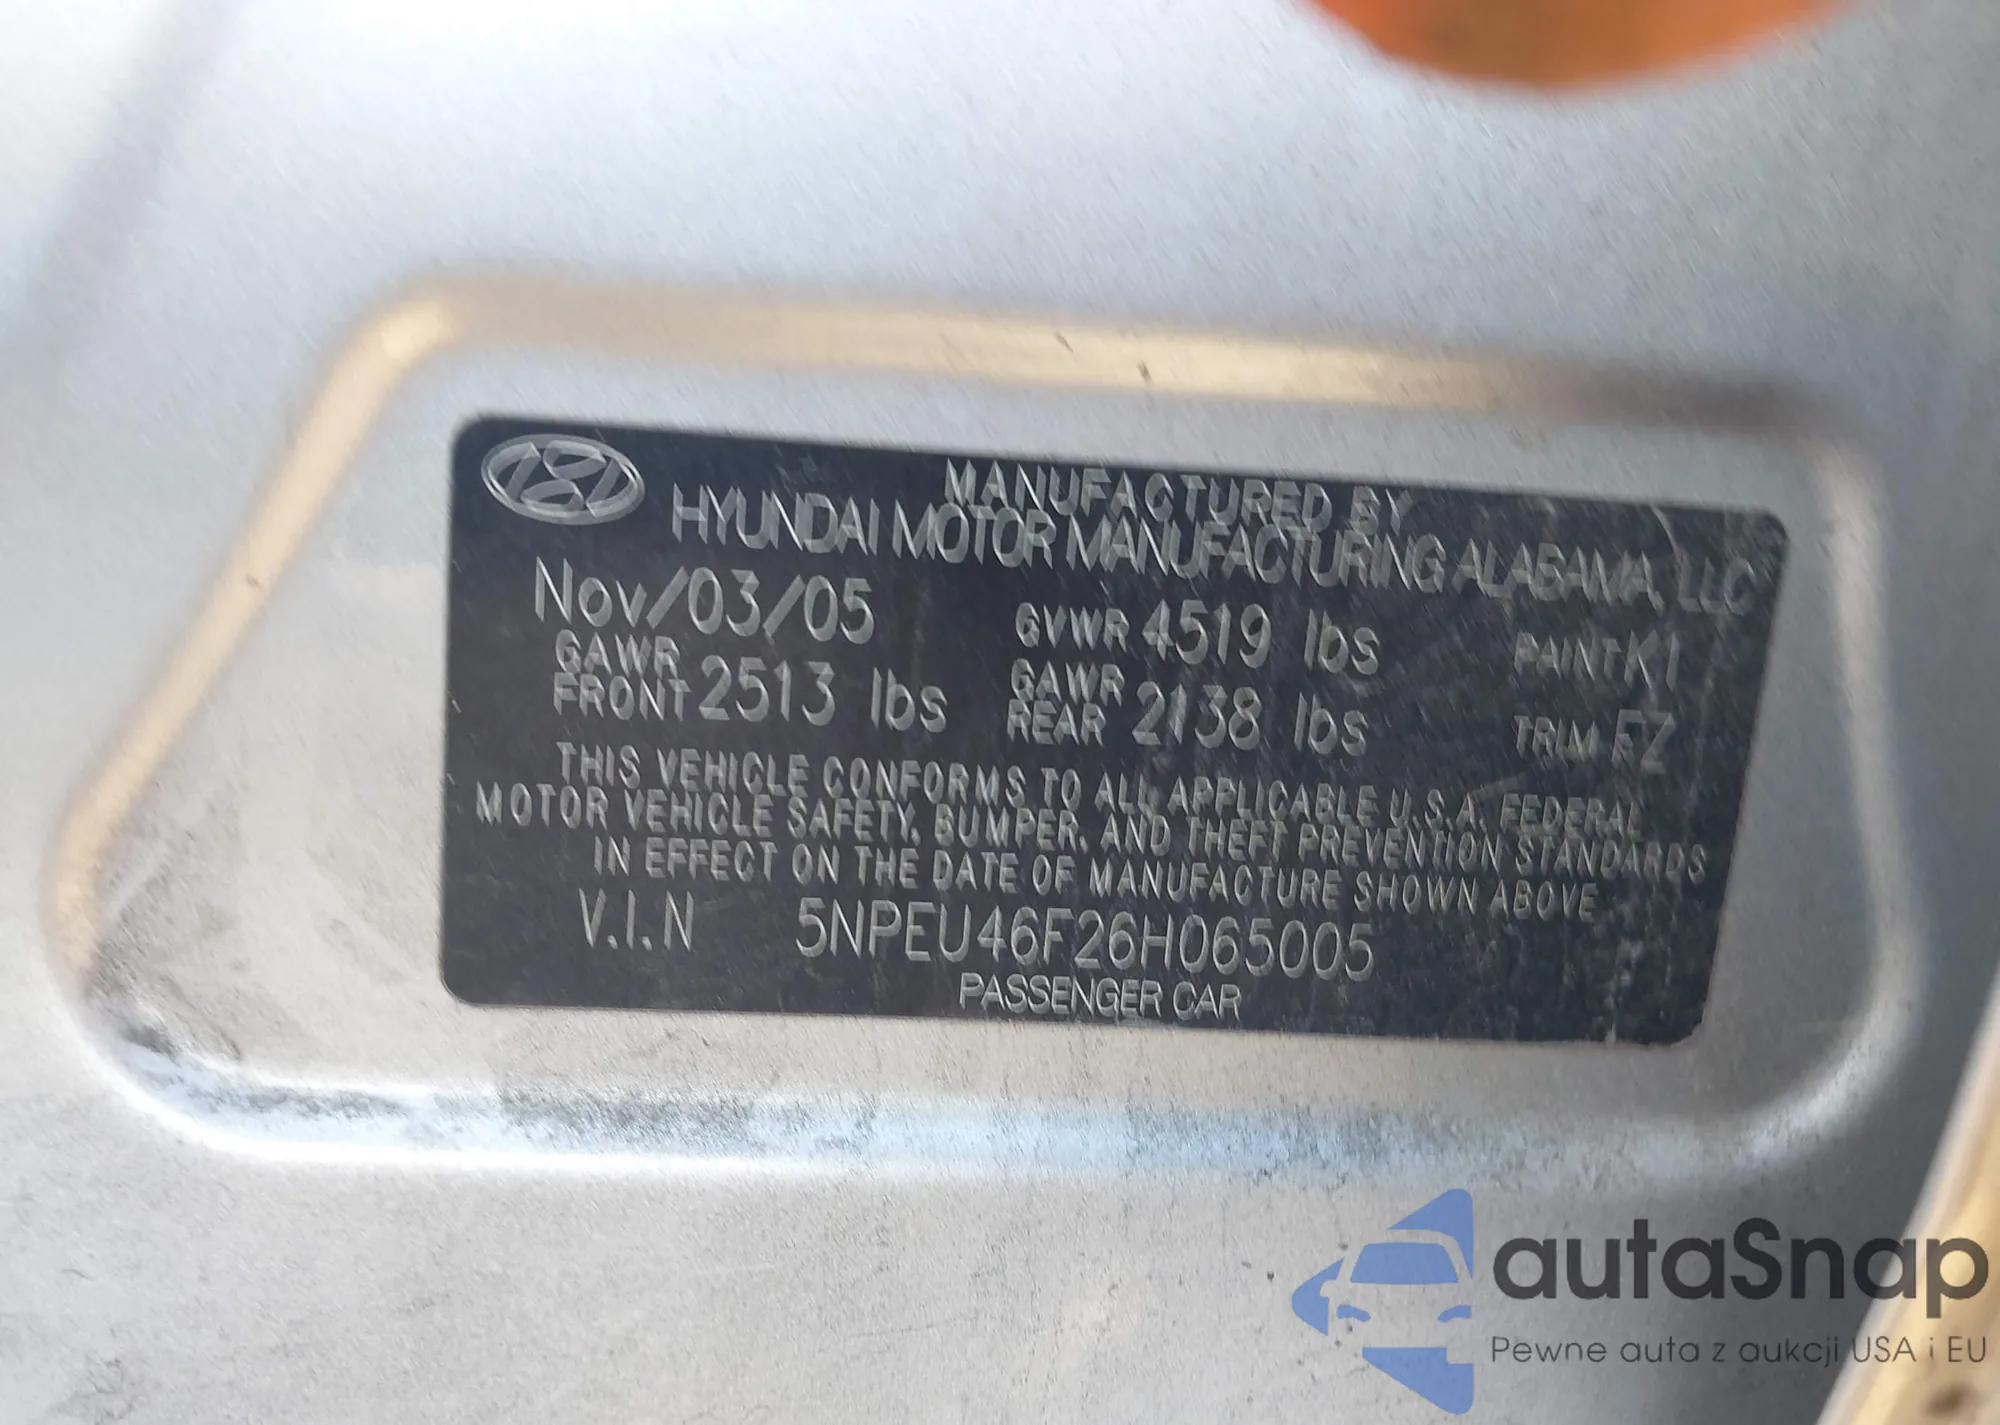 MANUFACTURED BY
HYUNDAI MOTOR MANUFACTURING ALABAMA, LLC
Nov/03/05 GVWR 4519 lbs PAINT K1
GAWR FRONT 2513 lbs GAWR REAR 2138 lbs TRIM FZ
THIS VEHICLE CONFORMS TO ALL APPLICABLE U.S.A. FEDERAL
MOTOR VEHICLE SAFETY, BUMPER, AND THEFT PREVENTION STANDARDS
IN EFFECT ON THE DATE OF MANUFACTURE SHOWN ABOVE
V.I.N 5NPEU46F26H065005
PASSENGER CAR
autaSnap
Pewne auta z aukcji USA i EU